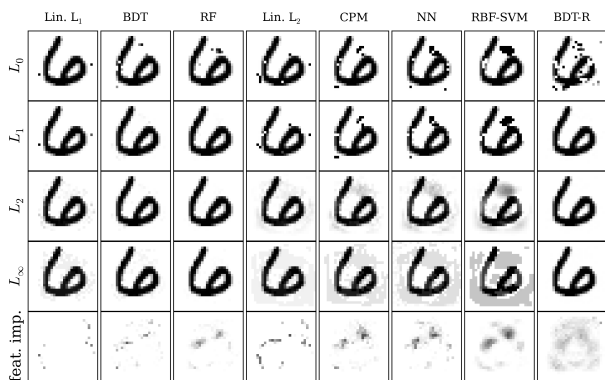 Lin. L₁ BDT RF Lin. L₂ CPM NN RBF-SVM BDT-R
L₀
L₁
L₂
L∞
feat. imp.